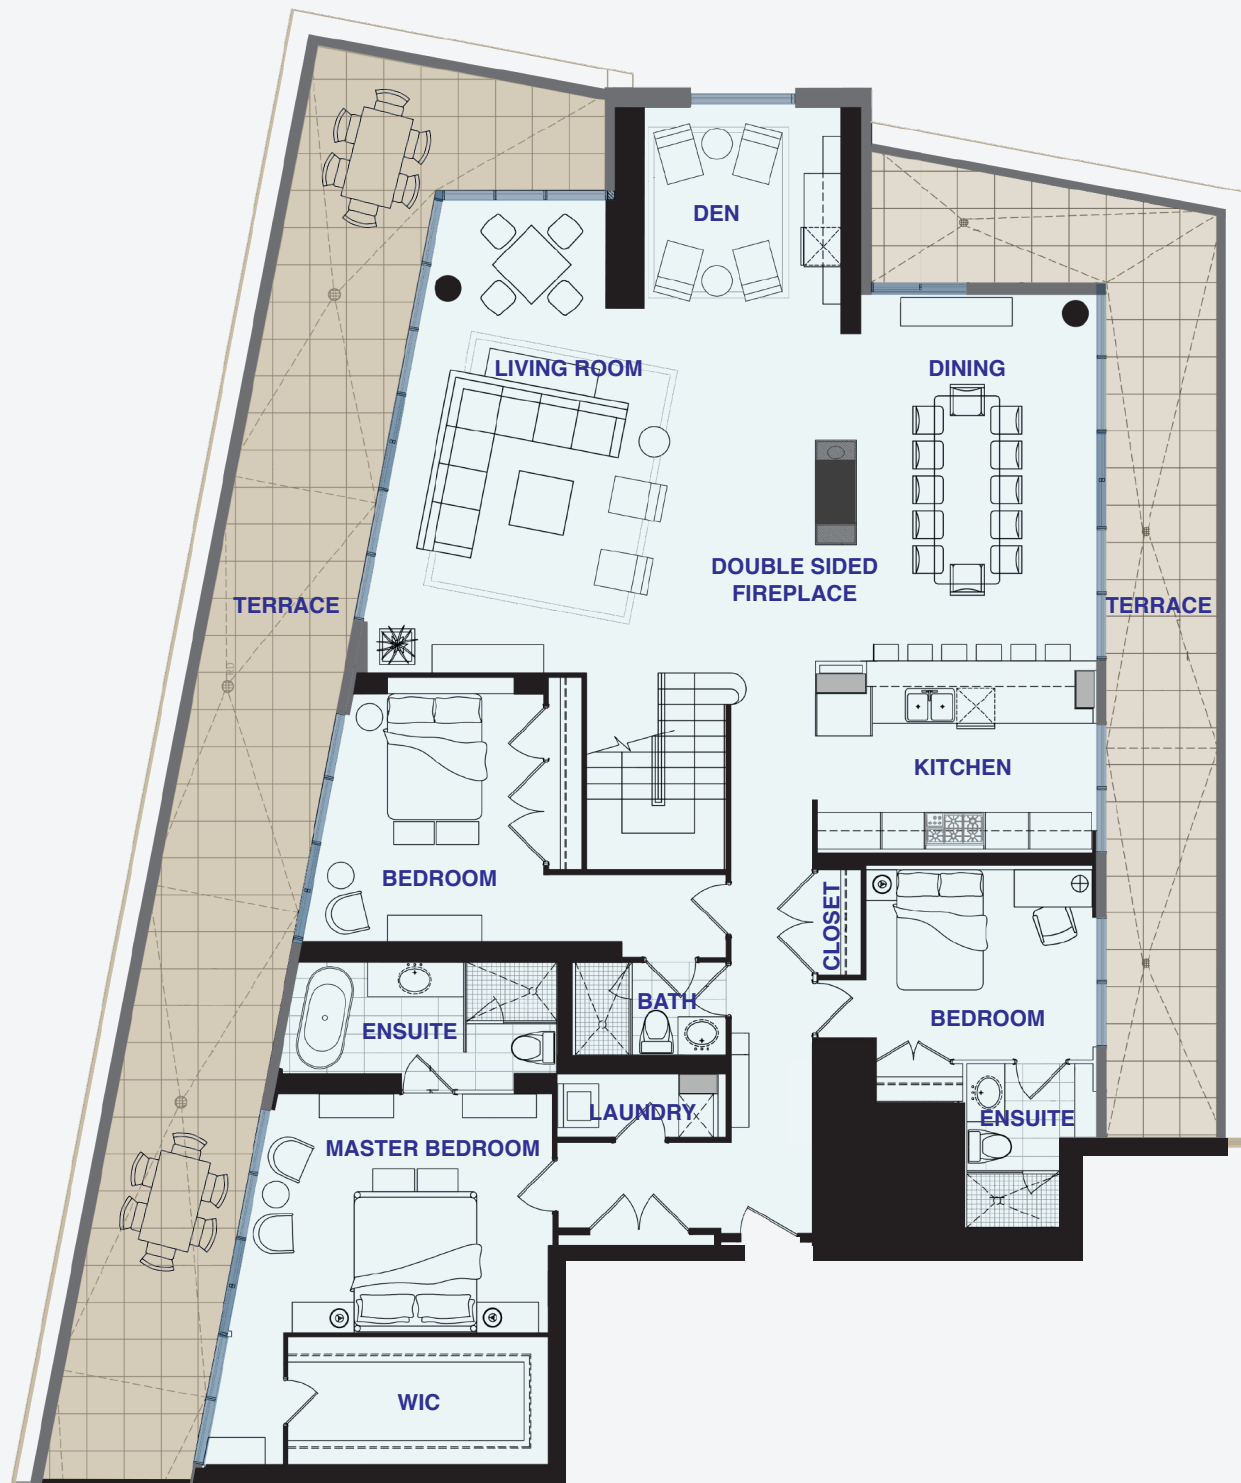 DEN
LIVING ROOM
DINING
DOUBLE SIDED
FIREPLACE
TERRACE
TERRACE
KITCHEN
BEDROOM
CLOSET
BATH
BEDROOM
ENSUITE
LAUNDRY
ENSUITE
MASTER BEDROOM
WIC